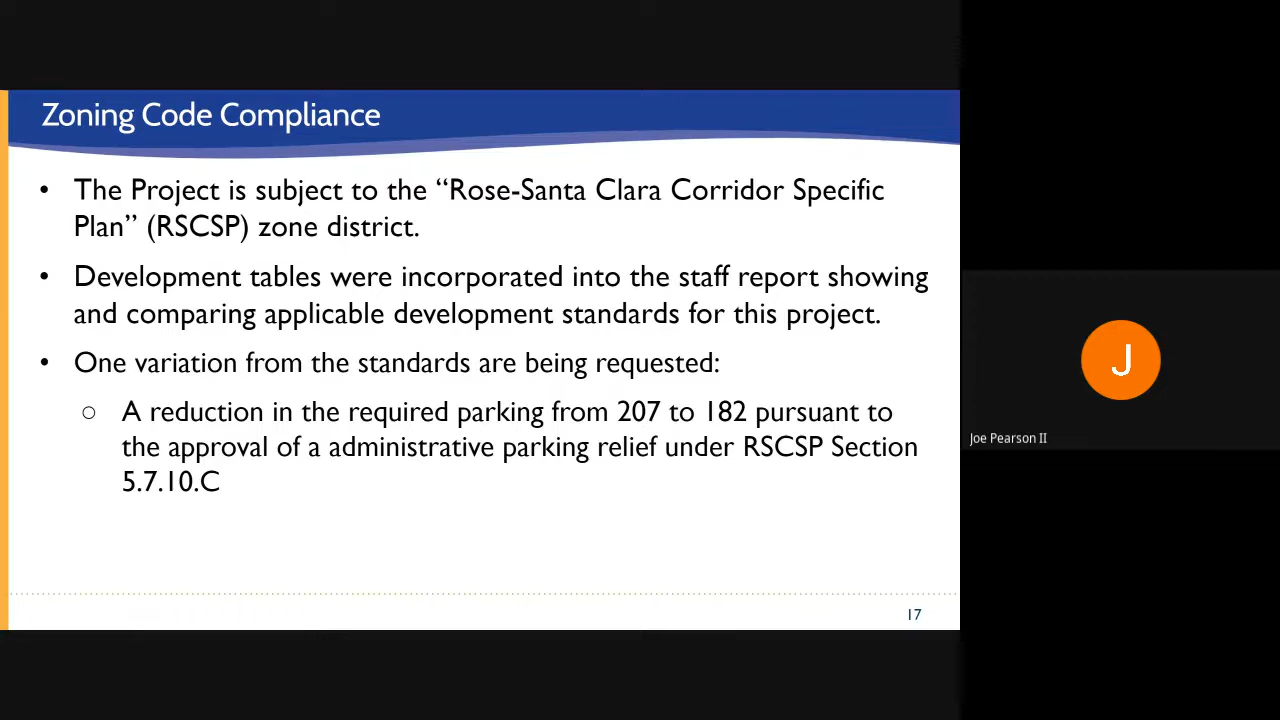 Zoning Code Compliance
• The Project is subject to the “Rose-Santa Clara Corridor Specific
Plan” (RSCSP) zone district.
• Development tables were incorporated into the staff report showing
and comparing applicable development standards for this project.
• One variation from the standards are being requested:
○ A reduction in the required parking from 207 to 182 pursuant to
the approval of a administrative parking relief under RSCSP Section
5.7.10.C
17
J
Joe Pearson II